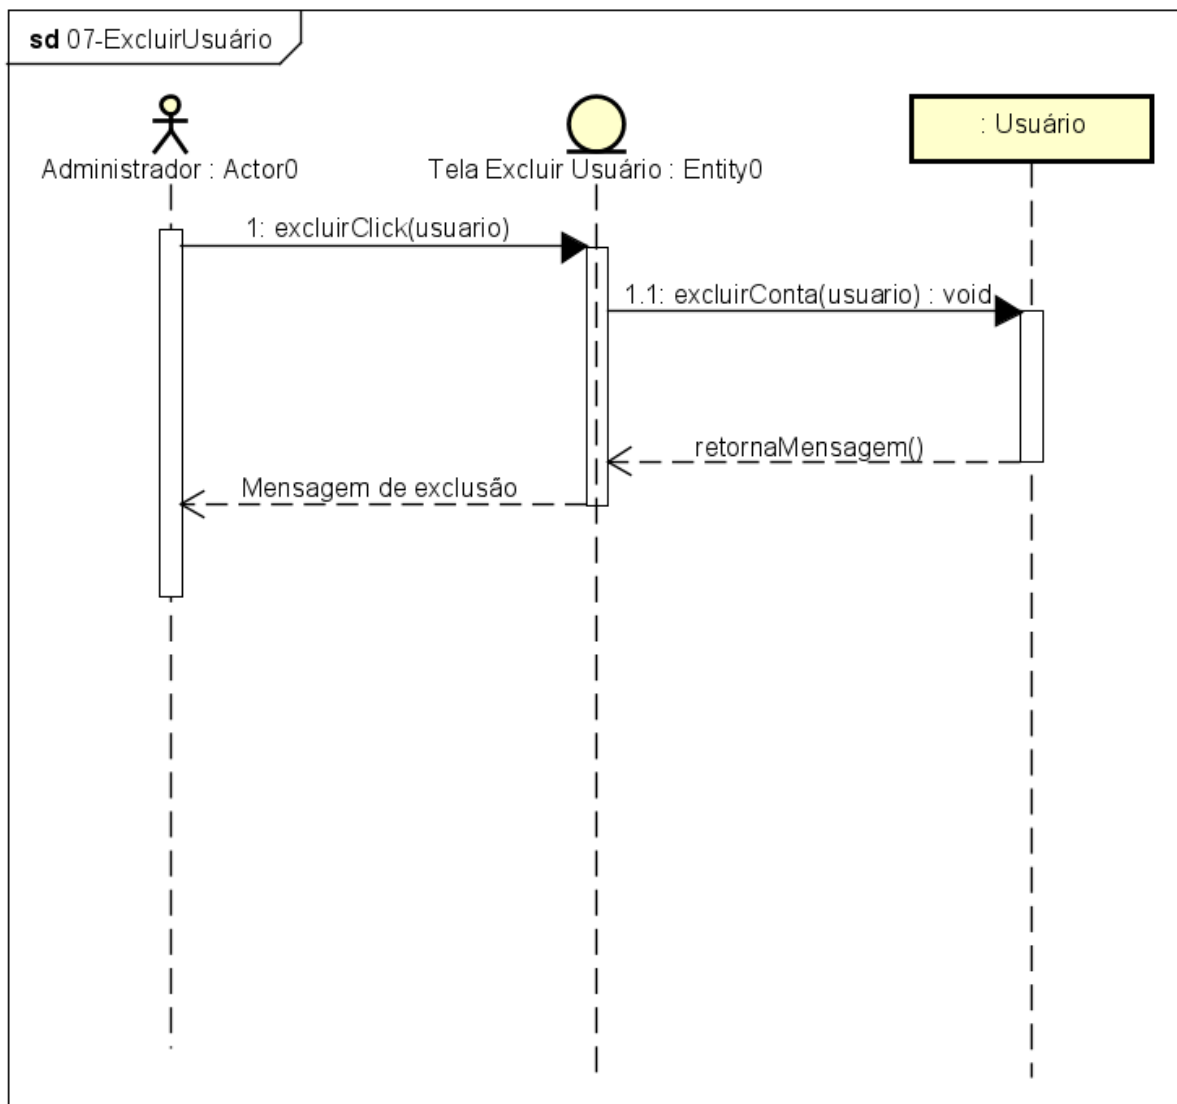 sd 07-ExcluirUsuário
Administrador : Actor0
Tela Excluir Usuário : Entity0
: Usuário
1: excluirClick(usuario)
1.1: excluirConta(usuario) : void
retornaMensagem()
Mensagem de exclusão